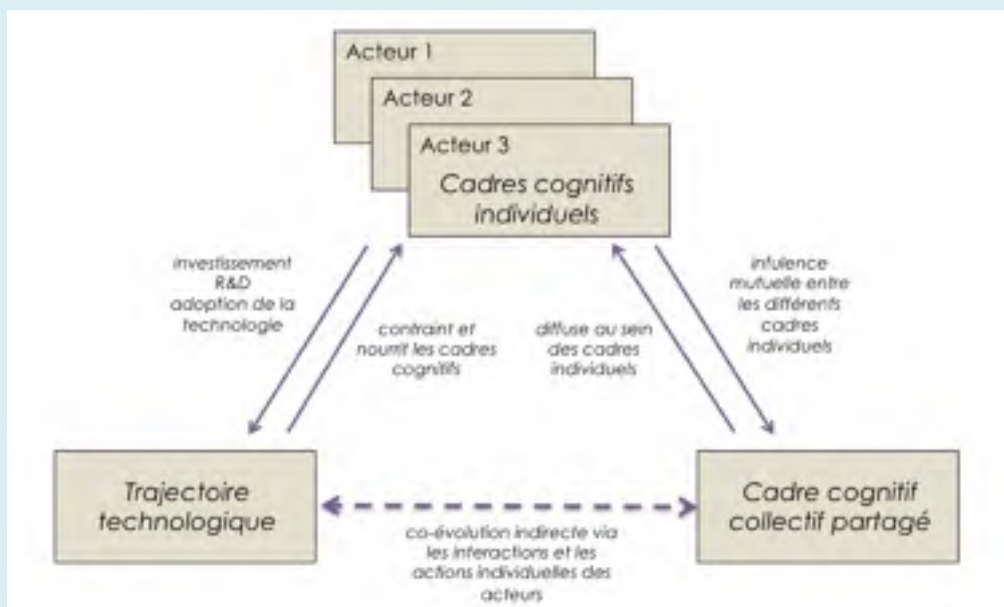 Acteur 1
Acteur 2
Acteur 3
Cadres cognitifs
individuels
investissement
R&D
adoption de la
technologie
contraint et
nourrit les cadres
cognitifs
diffuse au sein
des cadres
individuels
infulence
mutuelle entre
les différents
cadres
individuels
Trajectoire
technologique
co-évolution indirecte via
les interactions et les
actions individuelles des
acteurs
Cadre cognitif
collectif partagé